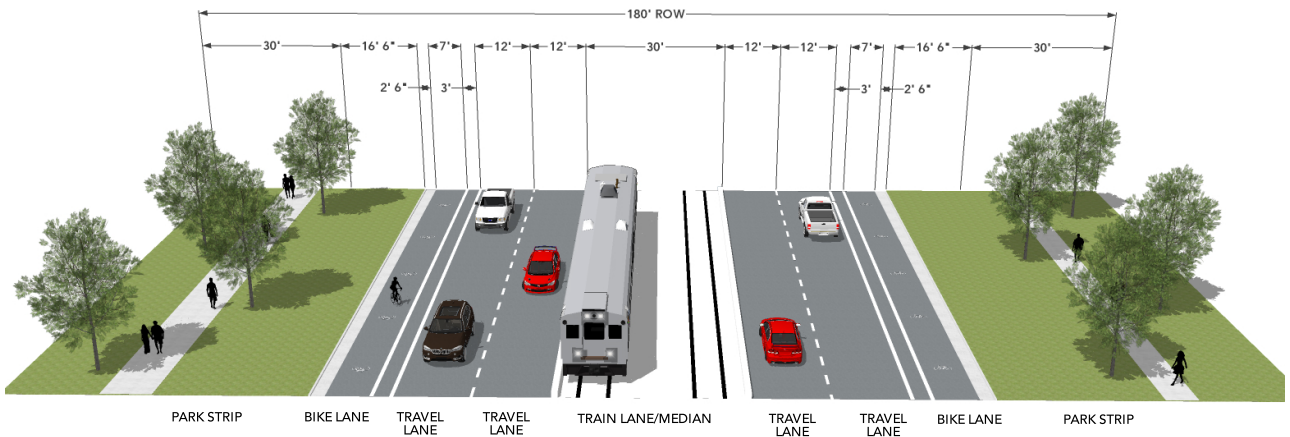 180' ROW
30' 16' 6" 7' 12' 12' 30' 12' 12' 7' 16' 6" 30'
2' 6" 3' 3' 2' 6"
PARK STRIP BIKE LANE TRAVEL LANE TRAVEL LANE TRAIN LANE/MEDIAN TRAVEL LANE TRAVEL LANE BIKE LANE PARK STRIP